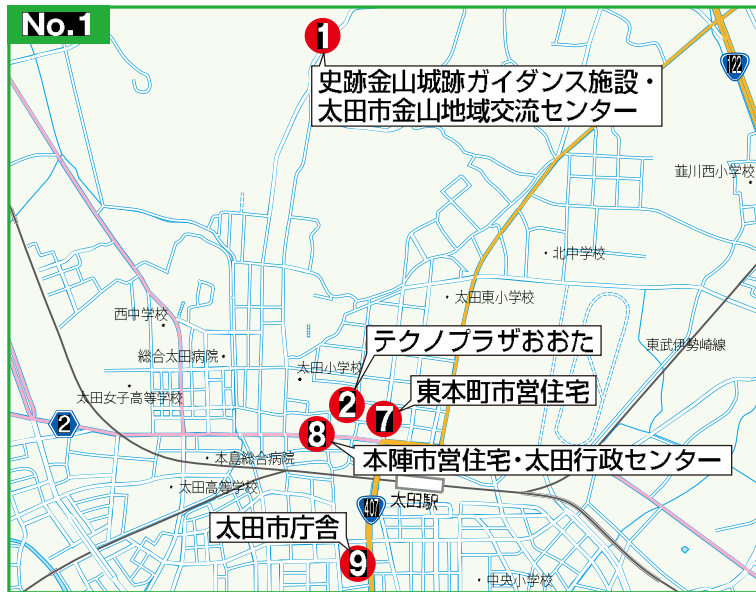 No.1
1
史跡金山城跡ガイダンス施設・
太田市金山地域交流センター
122
韮川西小学校
北中学校
太田東小学校
西中学校
東武伊勢崎線
テクノプラザおおた
総合太田病院
太田小学校
太田女子高等学校
2
東本町市営住宅
7
2
8
本陣市営住宅・太田行政センター
本島総合病院
太田高等学校
太田駅
407
太田市庁舎
9
中央小学校